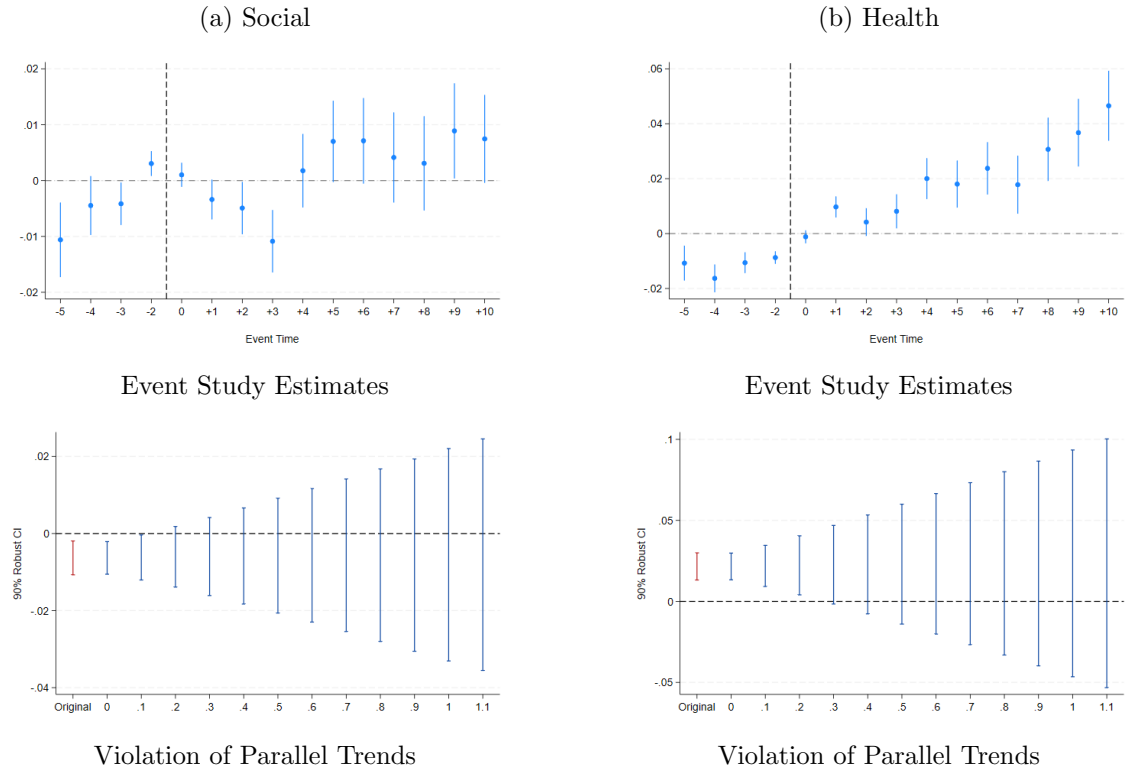 (a) Social
(b) Health
.02
.01
0
-.01
-.02
-5 -4 -3 -2 0 +1 +2 +3 +4 +5 +6 +7 +8 +9 +10
Event Time
.06
.04
.02
0
-.02
-5 -4 -3 -2 0 +1 +2 +3 +4 +5 +6 +7 +8 +9 +10
Event Time
Event Study Estimates
Event Study Estimates
90% Robust CI
.02
0
-.02
-.04
Original 0 .1 .2 .3 .4 .5 .6 .7 .8 .9 1 1.1
90% Robust CI
.1
.05
0
-.05
Original 0 .1 .2 .3 .4 .5 .6 .7 .8 .9 1 1.1
Violation of Parallel Trends
Violation of Parallel Trends